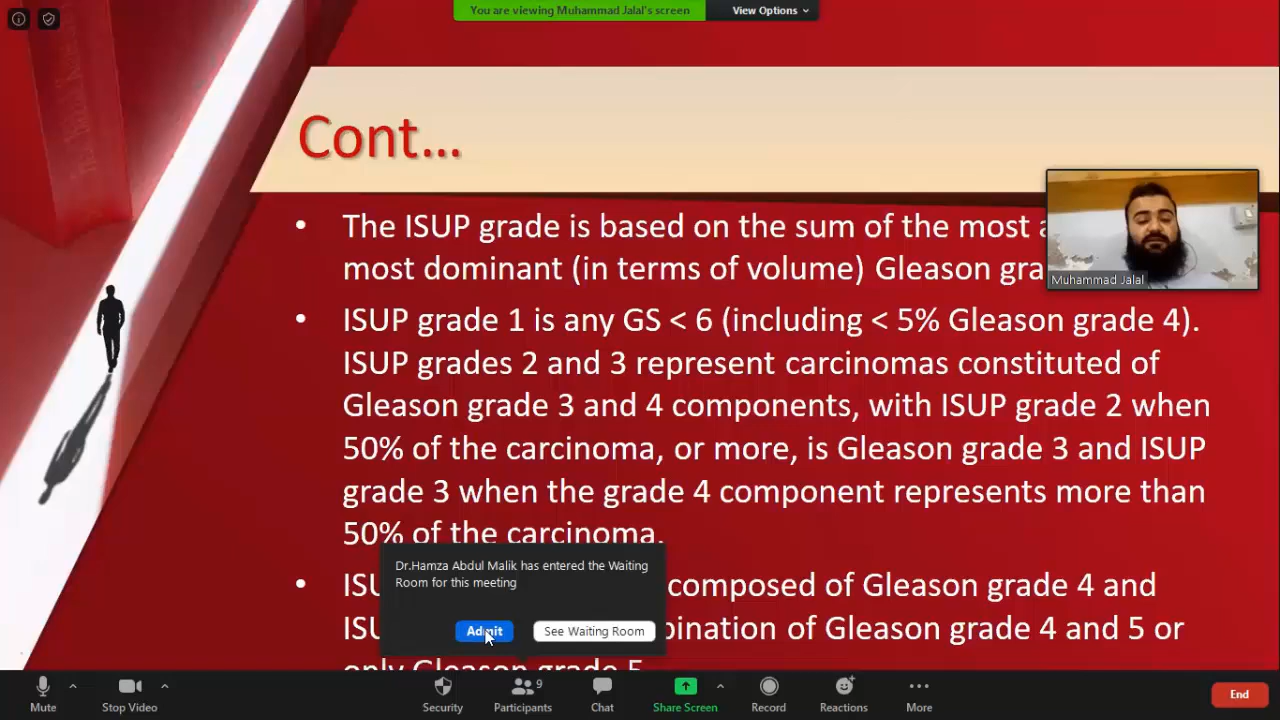 You are viewing Muhammad Jalal's screen
View Options
Cont...
The ISUP grade is based on the sum of the most
most dominant (in terms of volume) Gleason
Muhammad Jalal
• ISUP grade 1 is any GS < 6 (including < 5% Gleason grade 4).
ISUP grades 2 and 3 represent carcinomas constituted of
Gleason grade 3 and 4 components, with ISUP grade 2 when
50% of the carcinoma, or more, is Gleason grade 3 and ISUP
grade 3 when the grade 4 component represents more than
50% of the carcinoma.
composed of Gleason grade 4 and
of Gleason grade 4 and 5 or
only Gleason grade 5
Dr.Hamza Abdul Malik has entered the Waiting
Room for this meeting
Admit
See Waiting Room
Mute
Stop Video
Security
9
Participants
Chat
Share Screen
Record
Reactions
More
End